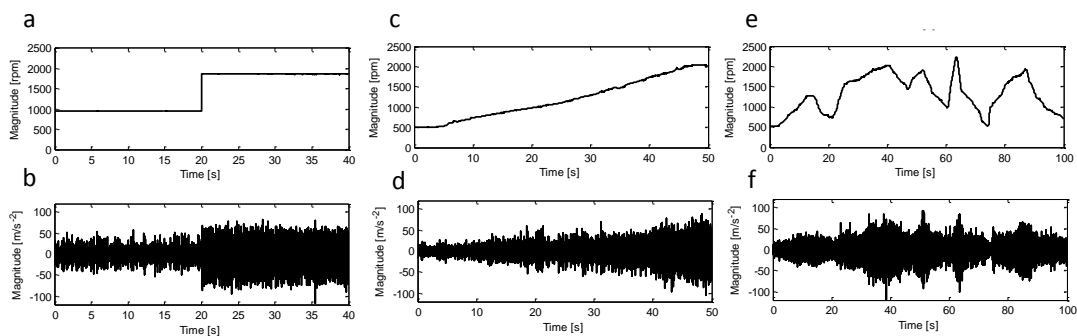 a
c
e
2500
2000
1500
1000
500
0
Magnitude [rpm]
0 5 10 15 20 25 30 35 40
Time [s]
2500
2000
1500
1000
500
0
Magnitude [rpm]
0 10 20 30 40 50
Time [s]
2500
2000
1500
1000
500
0
Magnitude [rpm]
0 20 40 60 80 100
Time [s]
b
d
f
100
50
0
-50
-100
Magnitude [m/s⁻²]
0 5 10 15 20 25 30 35 40
Time [s]
100
50
0
-50
-100
Magnitude [m/s⁻²]
0 10 20 30 40 50
Time [s]
100
50
0
-50
-100
Magnitude [m/s⁻²]
0 20 40 60 80 100
Time [s]